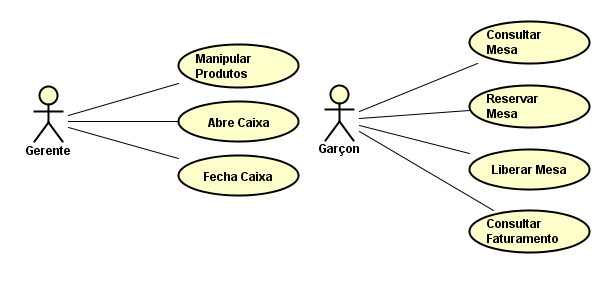 Manipular
Produtos
Abre Caixa
Fecha Caixa
Gerente
Consultar
Mesa
Reservar
Mesa
Liberar Mesa
Consultar
Faturamento
Garçon